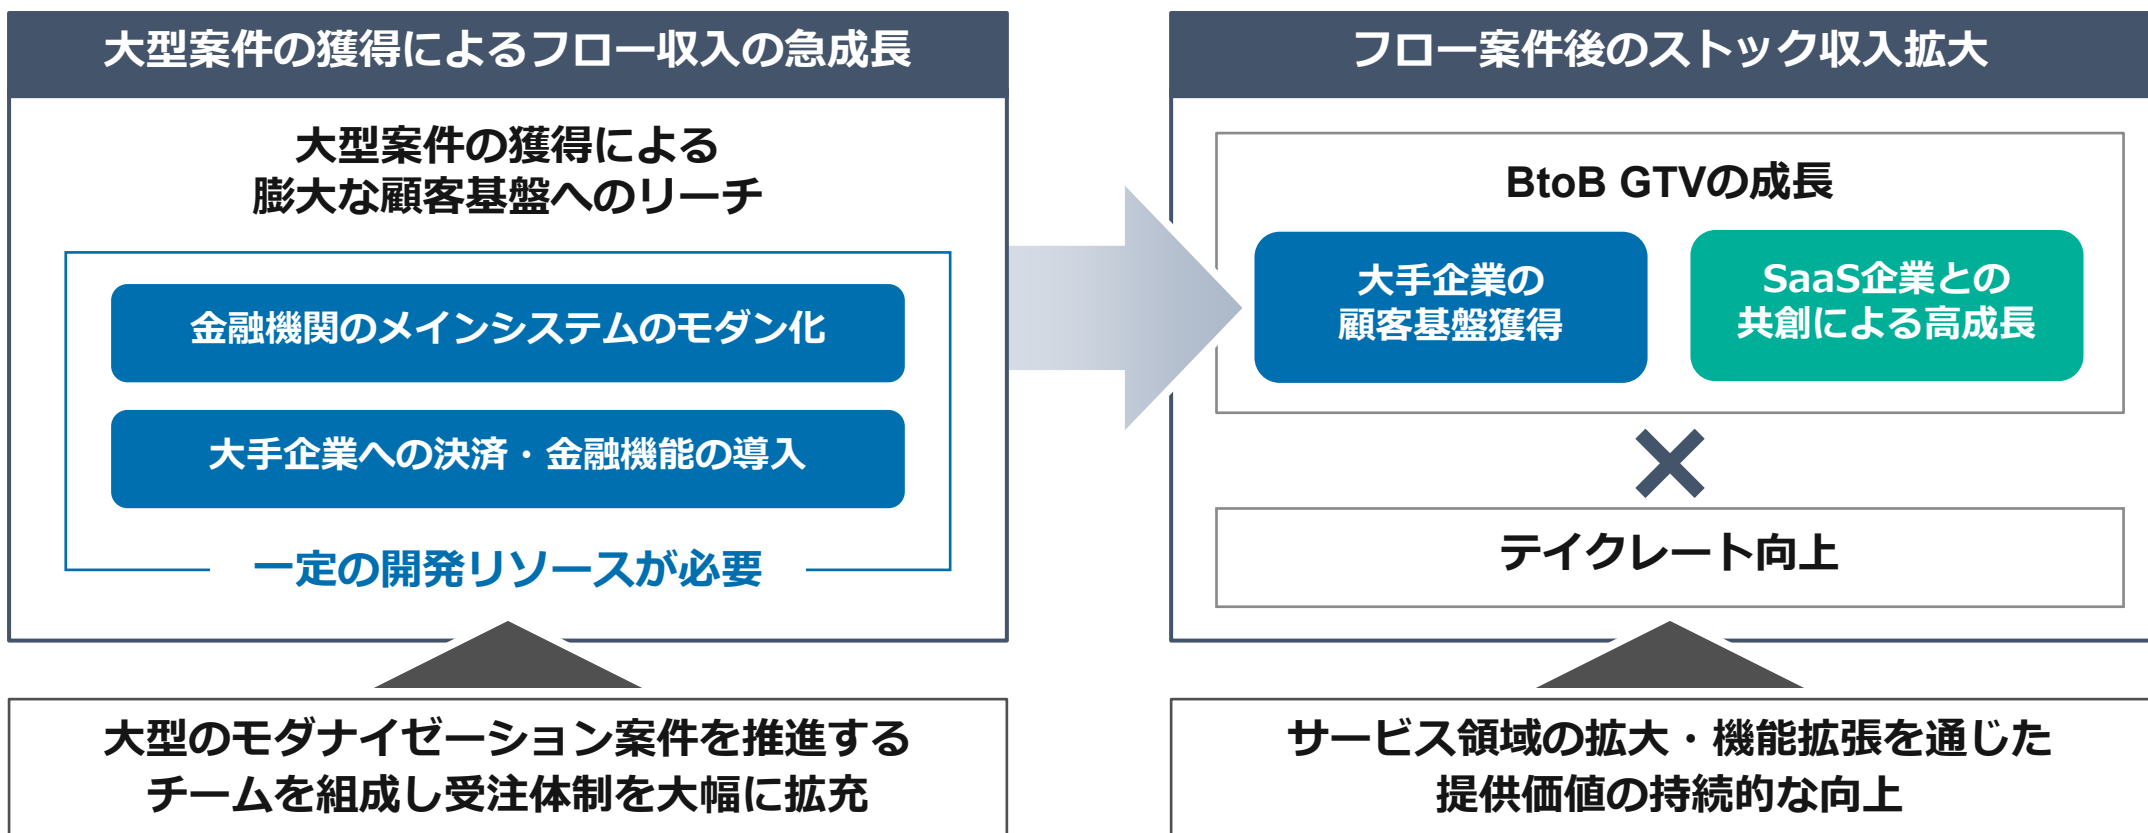 大型案件の獲得によるフロー収入の急成長
大型案件の獲得による
膨大な顧客基盤へのリーチ
金融機関のメインシステムのモダン化
大手企業への決済・金融機能の導入
一定の開発リソースが必要
大型のモダナイゼーション案件を推進する
チームを組成し受注体制を大幅に拡充
フロー案件後のストック収入拡大
BtoB GTVの成長
大手企業の
顧客基盤獲得
SaaS企業との
共創による高成長
×
テイクレート向上
サービス領域の拡大・機能拡張を通じた
提供価値の持続的な向上